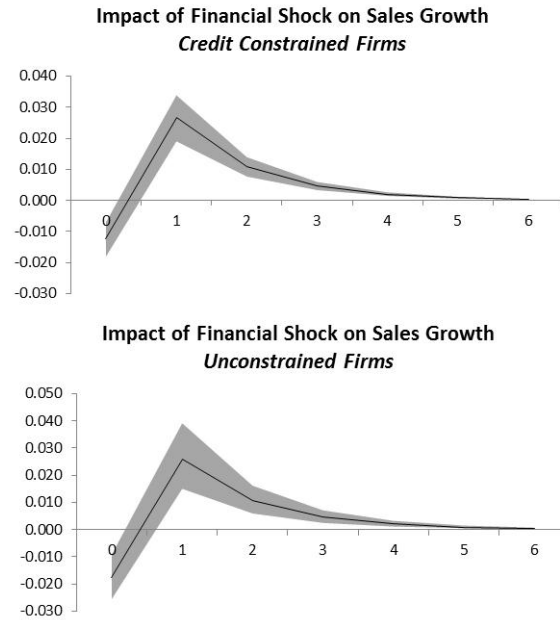 Impact of Financial Shock on Sales Growth
Credit Constrained Firms
0.040
0.030
0.020
0.010
0.000
-0.010
-0.020
-0.030
0 1 2 3 4 5 6
Impact of Financial Shock on Sales Growth
Unconstrained Firms
0.050
0.040
0.030
0.020
0.010
0.000
-0.010
-0.020
-0.030
0 1 2 3 4 5 6